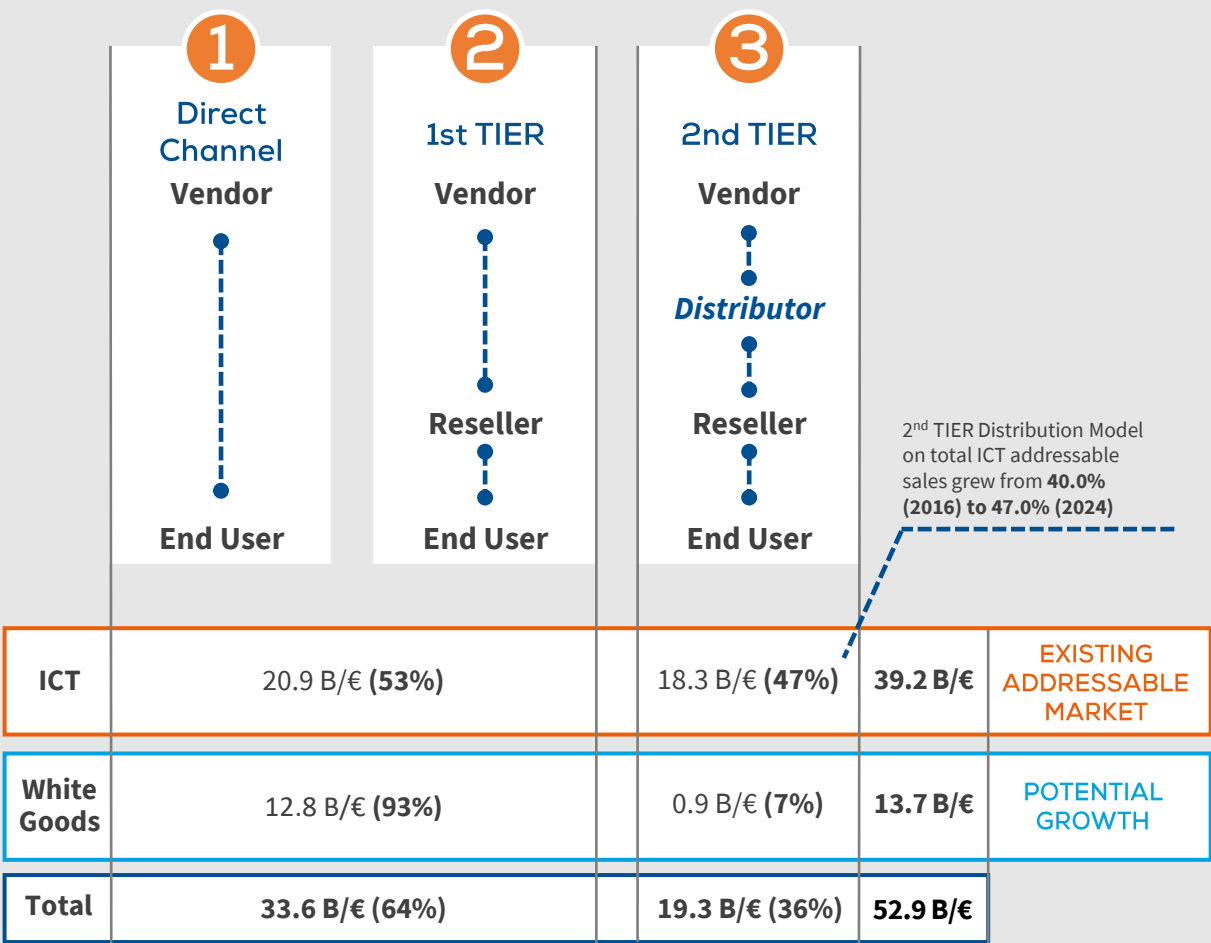 1
Direct
Channel
Vendor
End User
2
1st TIER
Vendor
Reseller
End User
3
2nd TIER
Vendor
Distributor
Reseller
End User
2nd TIER Distribution Model
on total ICT addressable
sales grew from 40.0%
(2016) to 47.0% (2024)
ICT 20.9 B/€ (53%) 18.3 B/€ (47%) 39.2 B/€
EXISTING
ADDRESSABLE
MARKET
White
Goods
12.8 B/€ (93%) 0.9 B/€ (7%) 13.7 B/€
POTENTIAL
GROWTH
Total 33.6 B/€ (64%) 19.3 B/€ (36%) 52.9 B/€